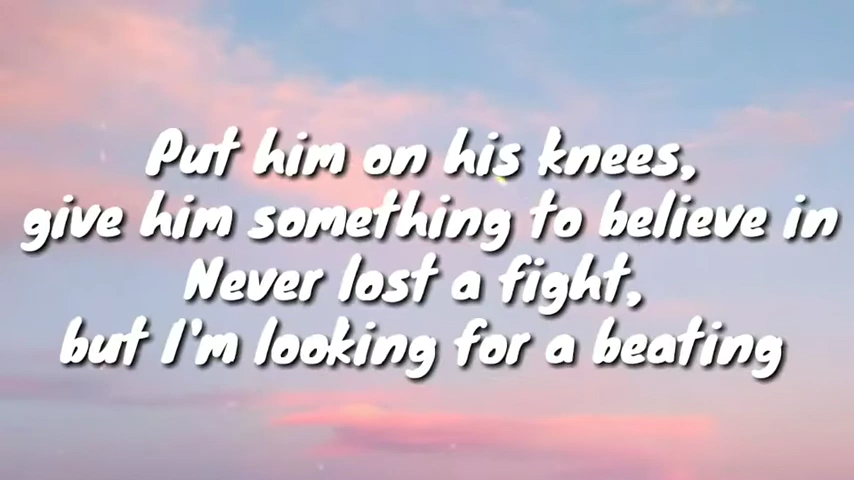 Put him on his knees,
give him something to believe in
Never lost a fight,
but I'm looking for a beating